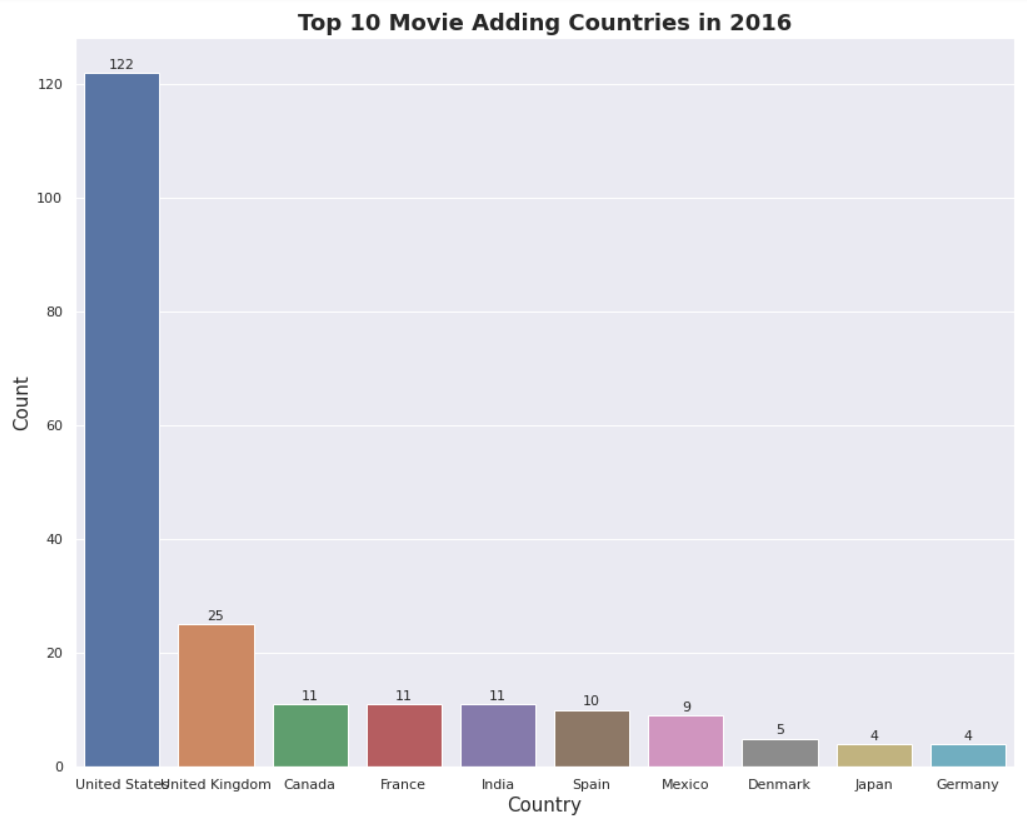 Top 10 Movie Adding Countries in 2016
122
120
100
80
60
40
20
0
Count
25
11
11
11
10
9
5
4
4
United States
United Kingdom
Canada
France
India
Spain
Mexico
Denmark
Japan
Germany
Country